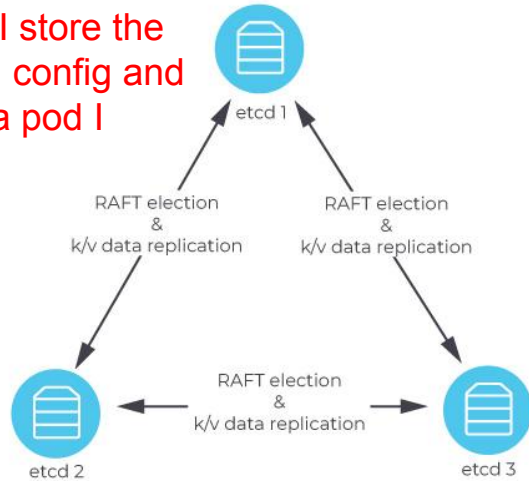 I store the
config and
a pod I
etcd 1
RAFT election
&
k/v data replication
RAFT election
&
k/v data replication
RAFT election
&
k/v data replication
etcd 2
etcd 3